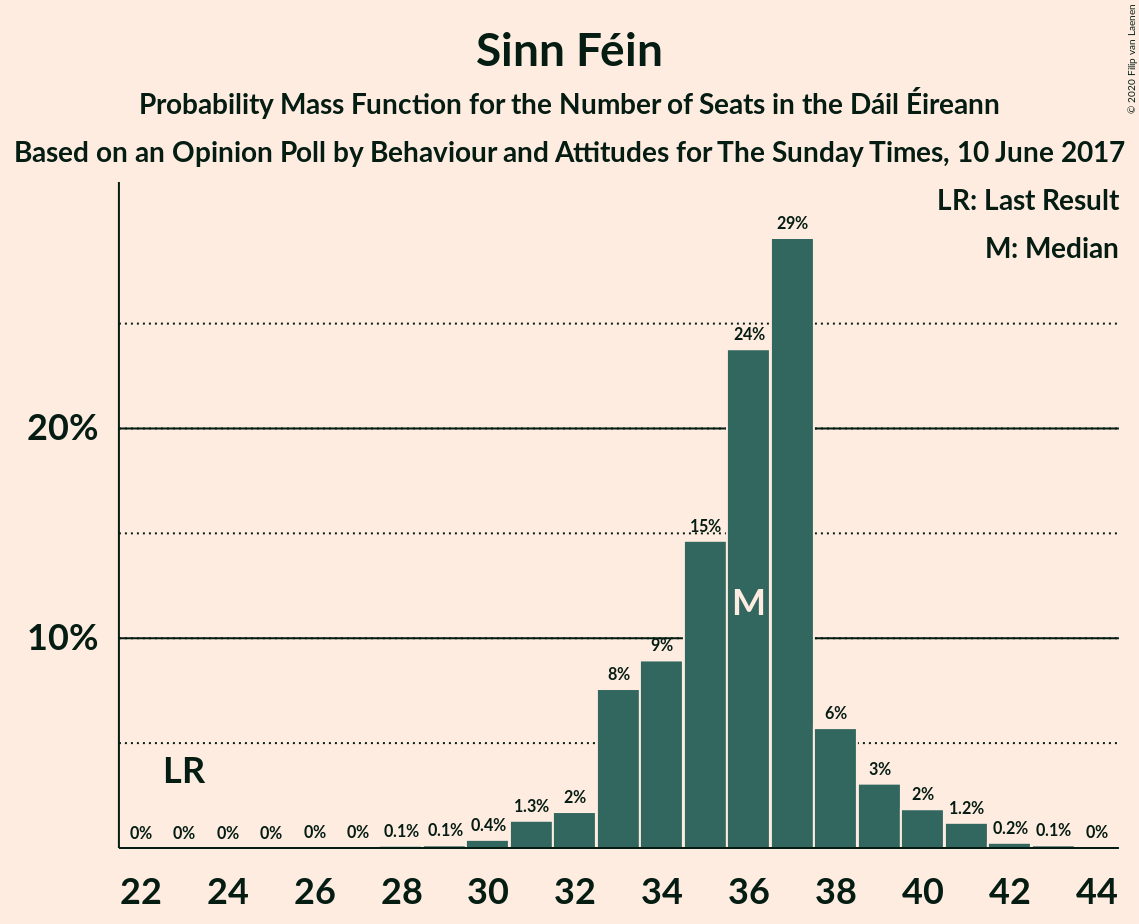 Sinn Féin
Probability Mass Function for the Number of Seats in the Dáil Éireann
Based on an Opinion Poll by Behaviour and Attitudes for The Sunday Times, 10 June 2017
© 2020 Filip van Laenen
LR: Last Result
M: Median
20%
10%
LR
M
0% 0% 0% 0% 0% 0% 0.1% 0.1% 0.4% 1.3% 2% 8% 9% 15% 24% 29% 6% 3% 2% 1.2% 0.2% 0.1% 0%
22 24 26 28 30 32 34 36 38 40 42 44